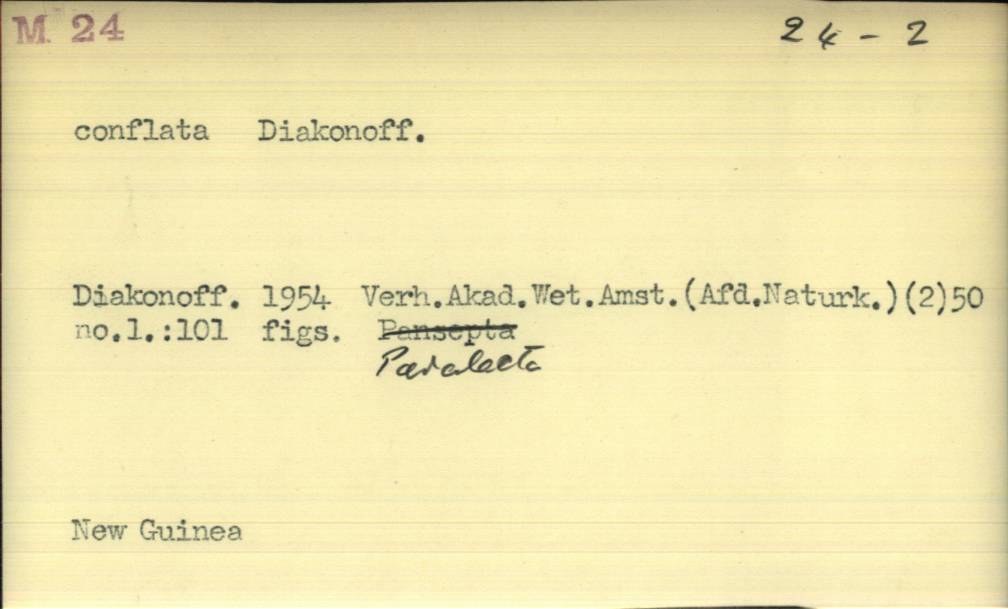 M. 24
24 - 2
conflata Diakonoff.
Diakonoff. 1954 Verh.Akad.Wet.Amst.(Afd.Naturk.)(2)50
no.1.:101 figs. Pansepta
Paralecta
New Guinea